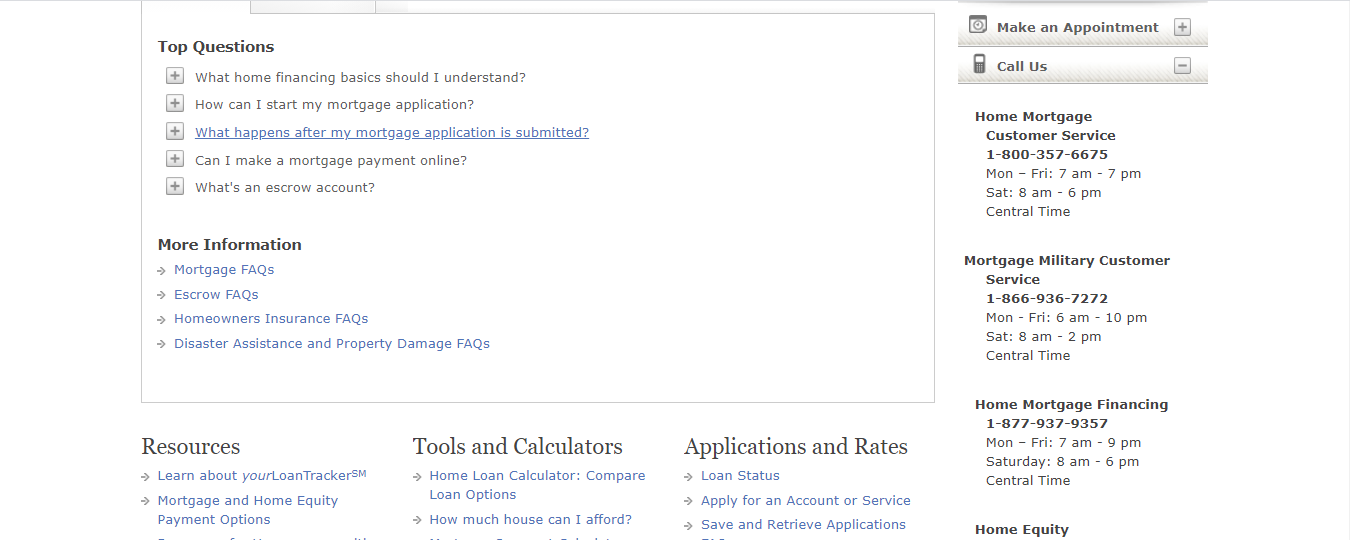 Top Questions
What home financing basics should I understand?
How can I start my mortgage application?
What happens after my mortgage application is submitted?
Can I make a mortgage payment online?
What's an escrow account?
More Information
Mortgage FAQs
Escrow FAQs
Homeowners Insurance FAQs
Disaster Assistance and Property Damage FAQs
Resources
Learn about yourLoanTracker℠
Mortgage and Home Equity
Payment Options
Tools and Calculators
Home Loan Calculator: Compare
Loan Options
How much house can I afford?
Applications and Rates
Loan Status
Apply for an Account or Service
Save and Retrieve Applications
Make an Appointment
Call Us
Home Mortgage
Customer Service
1-800-357-6675
Mon – Fri: 7 am - 7 pm
Sat: 8 am - 6 pm
Central Time
Mortgage Military Customer
Service
1-866-936-7272
Mon - Fri: 6 am - 10 pm
Sat: 8 am - 2 pm
Central Time
Home Mortgage Financing
1-877-937-9357
Mon – Fri: 7 am - 9 pm
Saturday: 8 am - 6 pm
Central Time
Home Equity